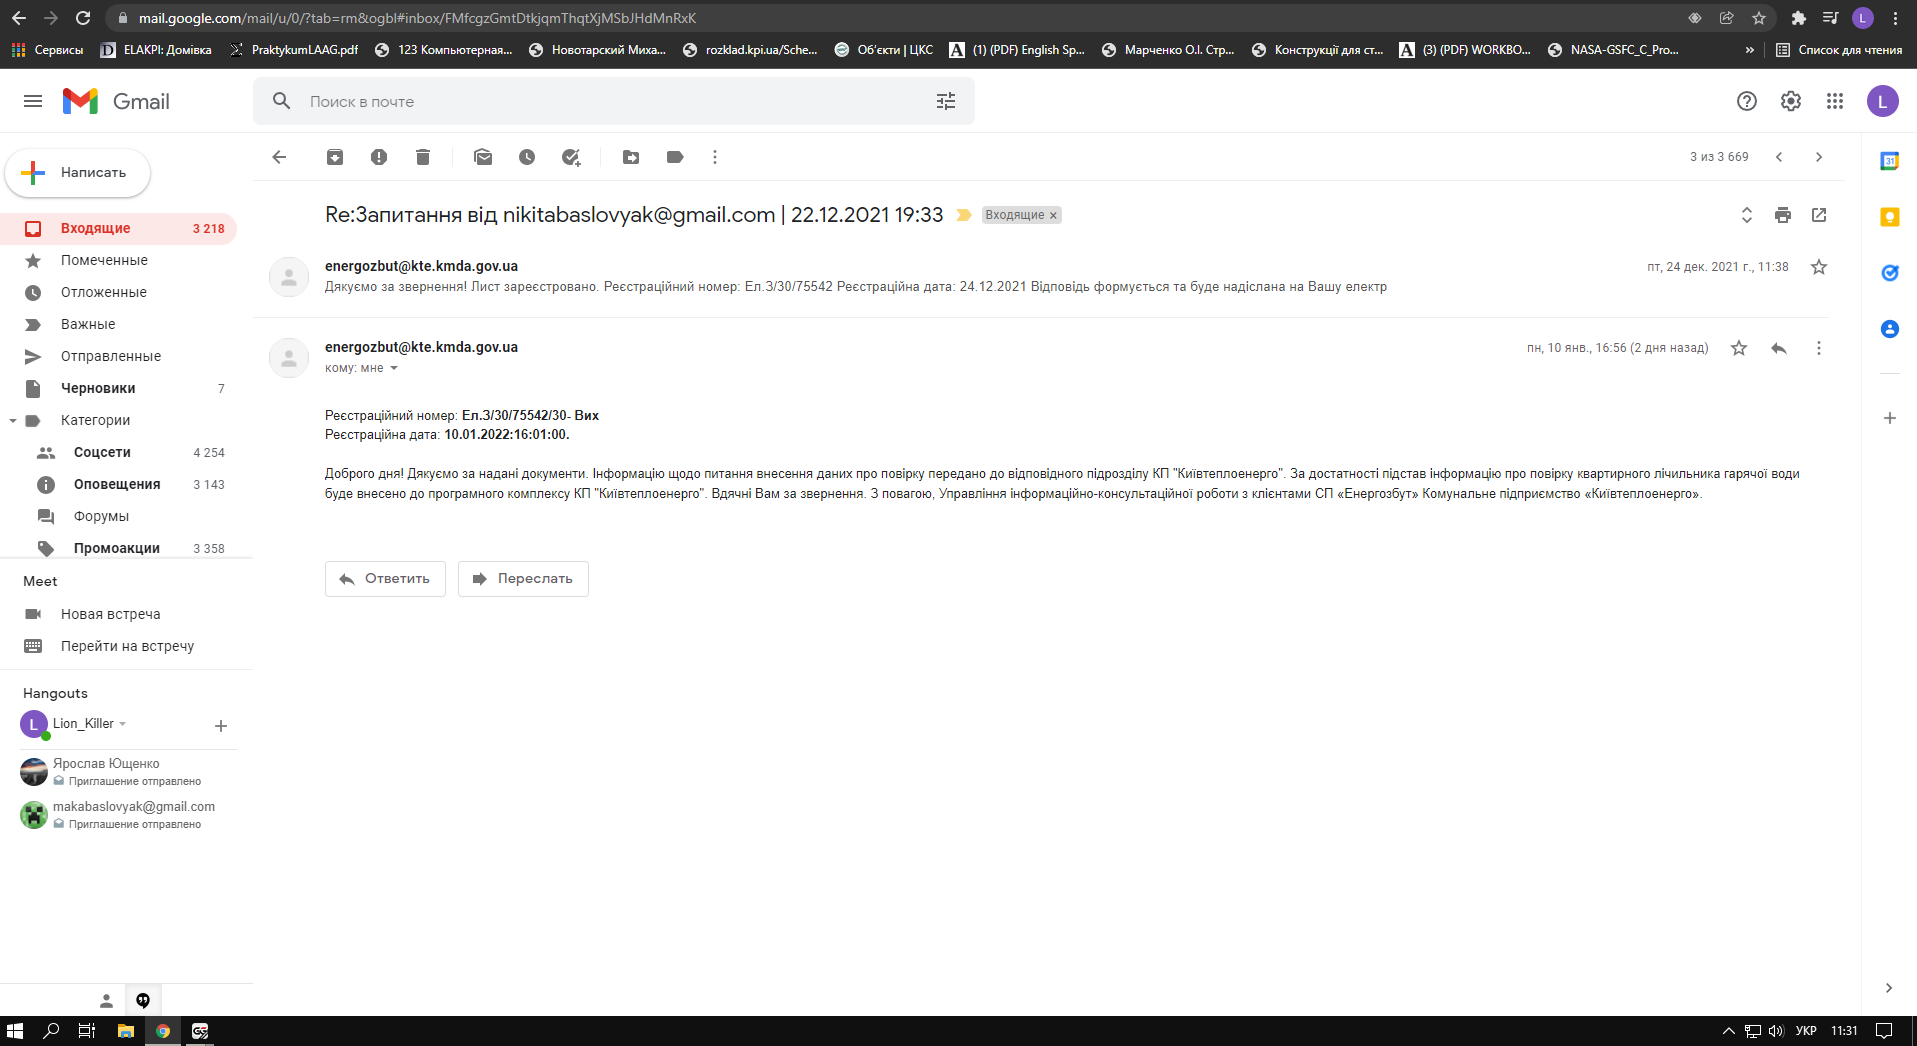 mail.google.com/mail/u/0/?tab=rm&ogbl#inbox/FMfcgzGmtDtkjqmThqtXjMSbJHdMnRxK
L
Сервисы
ELAKPI: Домівка
PraktykumLAAG.pdf
123 Компьютерная...
Новотарский Миха...
rozklad.kpi.ua/Sche...
Об'єкти | ЦКС
(1) (PDF) English Sp...
Марченко О.І. Стр...
Конструкції для ст...
(3) (PDF) WORKBO...
NASA-GSFC_C_Pro...
»
Список для чтения
Gmail
Поиск в почте
L
Написать
3 из 3 669
31
Входящие 3 218
Помеченные
Отложенные
Важные
Отправленные
Черновики 7
Категории
Соцсети 4 254
Оповещения 3 143
Форумы
Промоакции 3 358
Meet
Новая встреча
Перейти на встречу
Hangouts
L Lion_Killer
Ярослав Ющенко
Приглашение отправлено
makabaslovyak@gmail.com
Приглашение отправлено
Re:Запитання від nikitabaslovyak@gmail.com | 22.12.2021 19:33
Входящие ×
energozbut@kte.kmda.gov.ua
пт, 24 дек. 2021 г., 11:38
Дякуємо за звернення! Лист зареєстровано. Реєстраційний номер: Ел.З/30/75542 Реєстраційна дата: 24.12.2021 Відповідь формується та буде надіслана на Вашу електр
energozbut@kte.kmda.gov.ua
пн, 10 янв., 16:56 (2 дня назад)
кому: мне
Реєстраційний номер: Ел.З/30/75542/30- Вих
Реєстраційна дата: 10.01.2022:16:01:00.
Доброго дня! Дякуємо за надані документи. Інформацію щодо питання внесення даних про повірку передано до відповідного підрозділу КП "Київтеплоенерго". За достатності підстав інформацію про повірку квартирного лічильника гарячої води
буде внесено до програмного комплексу КП "Київтеплоенерго". Вдячні Вам за звернення. З повагою, Управління інформаційно-консультаційної роботи з клієнтами СП «Енергозбут» Комунальне підприємство «Київтеплоенерго».
Ответить
Переслать
УКР
11:31